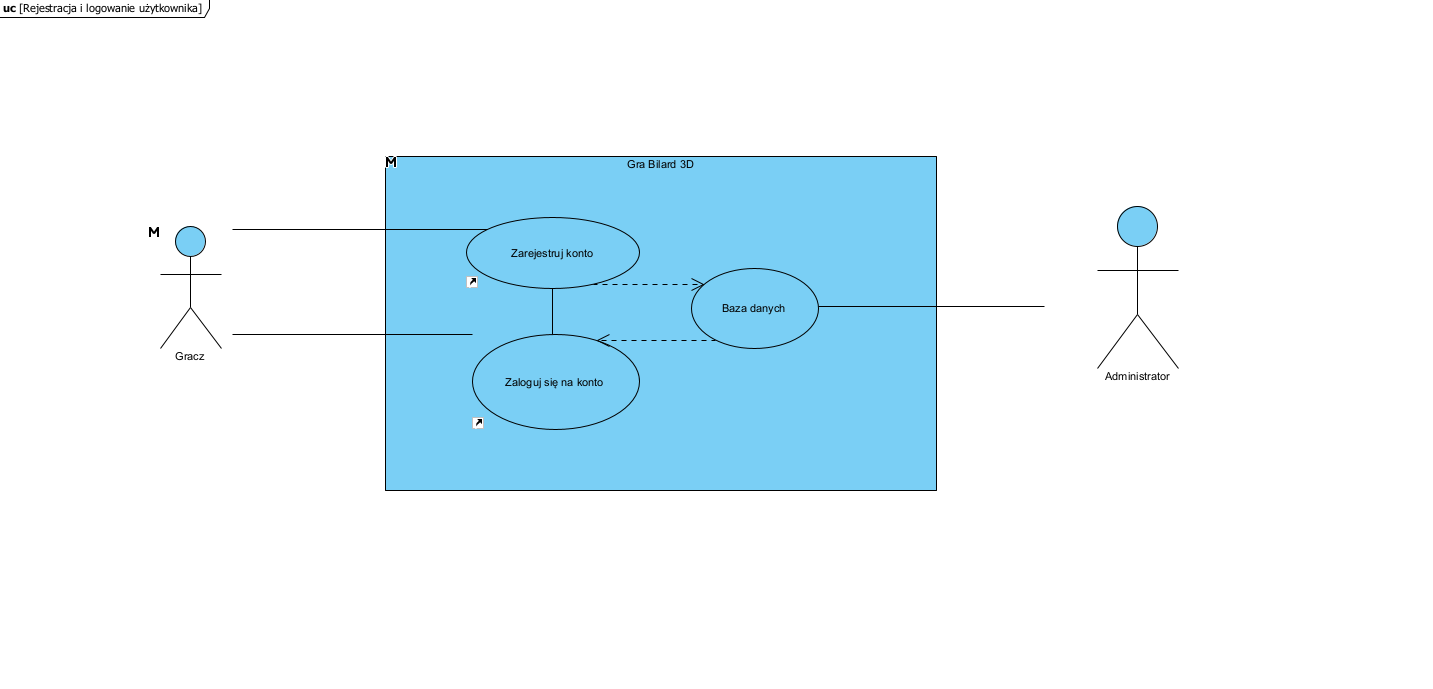 uc [Rejestracja i logowanie użytkownika]
M
Gra Bilard 3D
M
Zarejestruj konto
Baza danych
Gracz
Administrator
Zaloguj się na konto